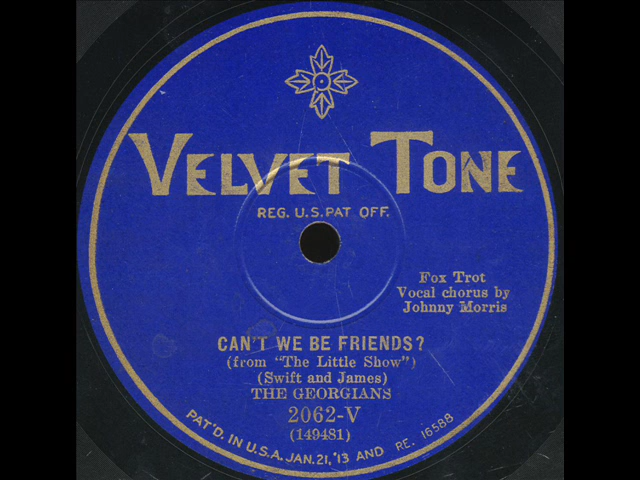 VELVET TONE
REG. U.S. PAT OFF.
Fox Trot
Vocal chorus by
Johnny Morris
CAN'T WE BE FRIENDS?
(from "The Little Show")
(Swift and James)
THE GEORGIANS
2062-V
(149481)
PAT'D. IN U.S.A. JAN. 21, '13 AND RE. 16588